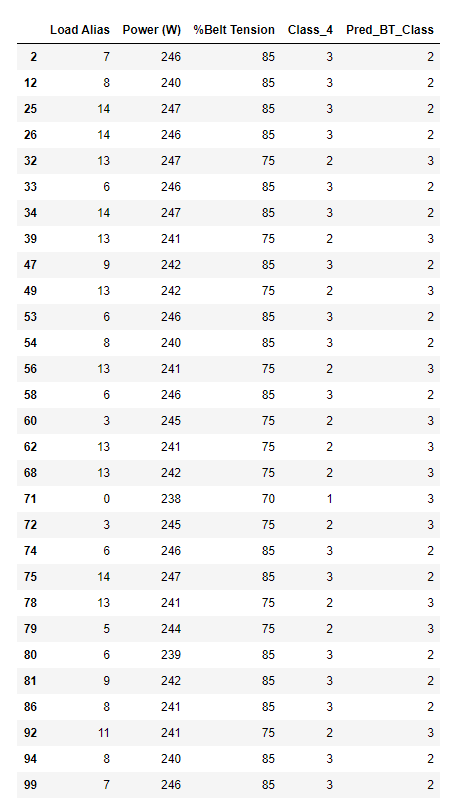 Load Alias Power (W) %Belt Tension Class_4 Pred_BT_Class
2 7 246 85 3 2
12 8 240 85 3 2
25 14 247 85 3 2
26 14 246 85 3 2
32 13 247 75 2 3
33 6 246 85 3 2
34 14 247 85 3 2
39 13 241 75 2 3
47 9 242 85 3 2
49 13 242 75 2 3
53 6 246 85 3 2
54 8 240 85 3 2
56 13 241 75 2 3
58 6 246 85 3 2
60 3 245 75 2 3
62 13 241 75 2 3
68 13 242 75 2 3
71 0 238 70 1 3
72 3 245 75 2 3
74 6 246 85 3 2
75 14 247 85 3 2
78 13 241 75 2 3
79 5 244 75 2 3
80 6 239 85 3 2
81 9 242 85 3 2
86 8 241 85 3 2
92 11 241 75 2 3
94 8 240 85 3 2
99 7 246 85 3 2